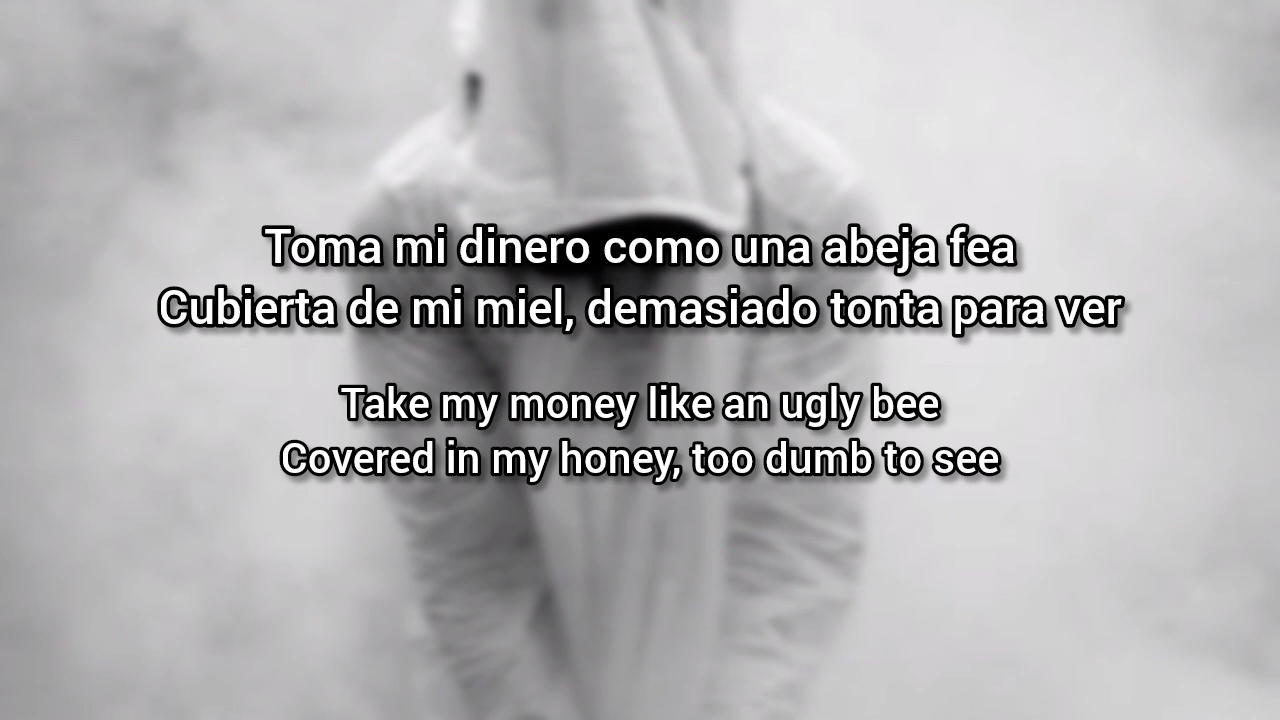 Toma mi dinero como una abeja fea
Cubierta de mi miel, demasiado tonta para ver
Take my money like an ugly bee
Covered in my honey, too dumb to see